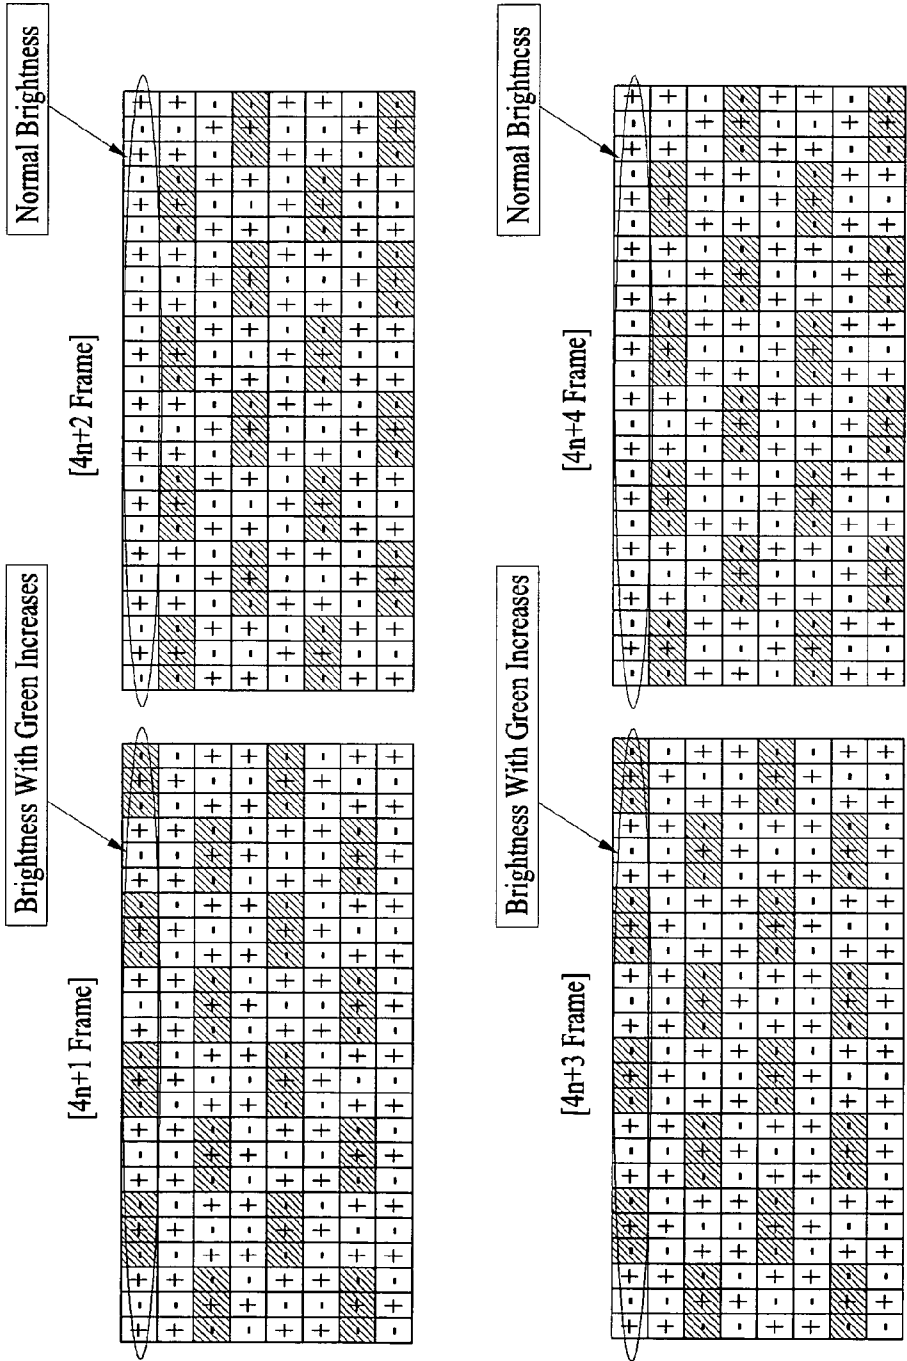 Brightness With Green Increases
Normal Brightness
[4n+1 Frame]
[4n+2 Frame]
Brightness With Green Increases
Normal Brightness
[4n+3 Frame]
[4n+4 Frame]